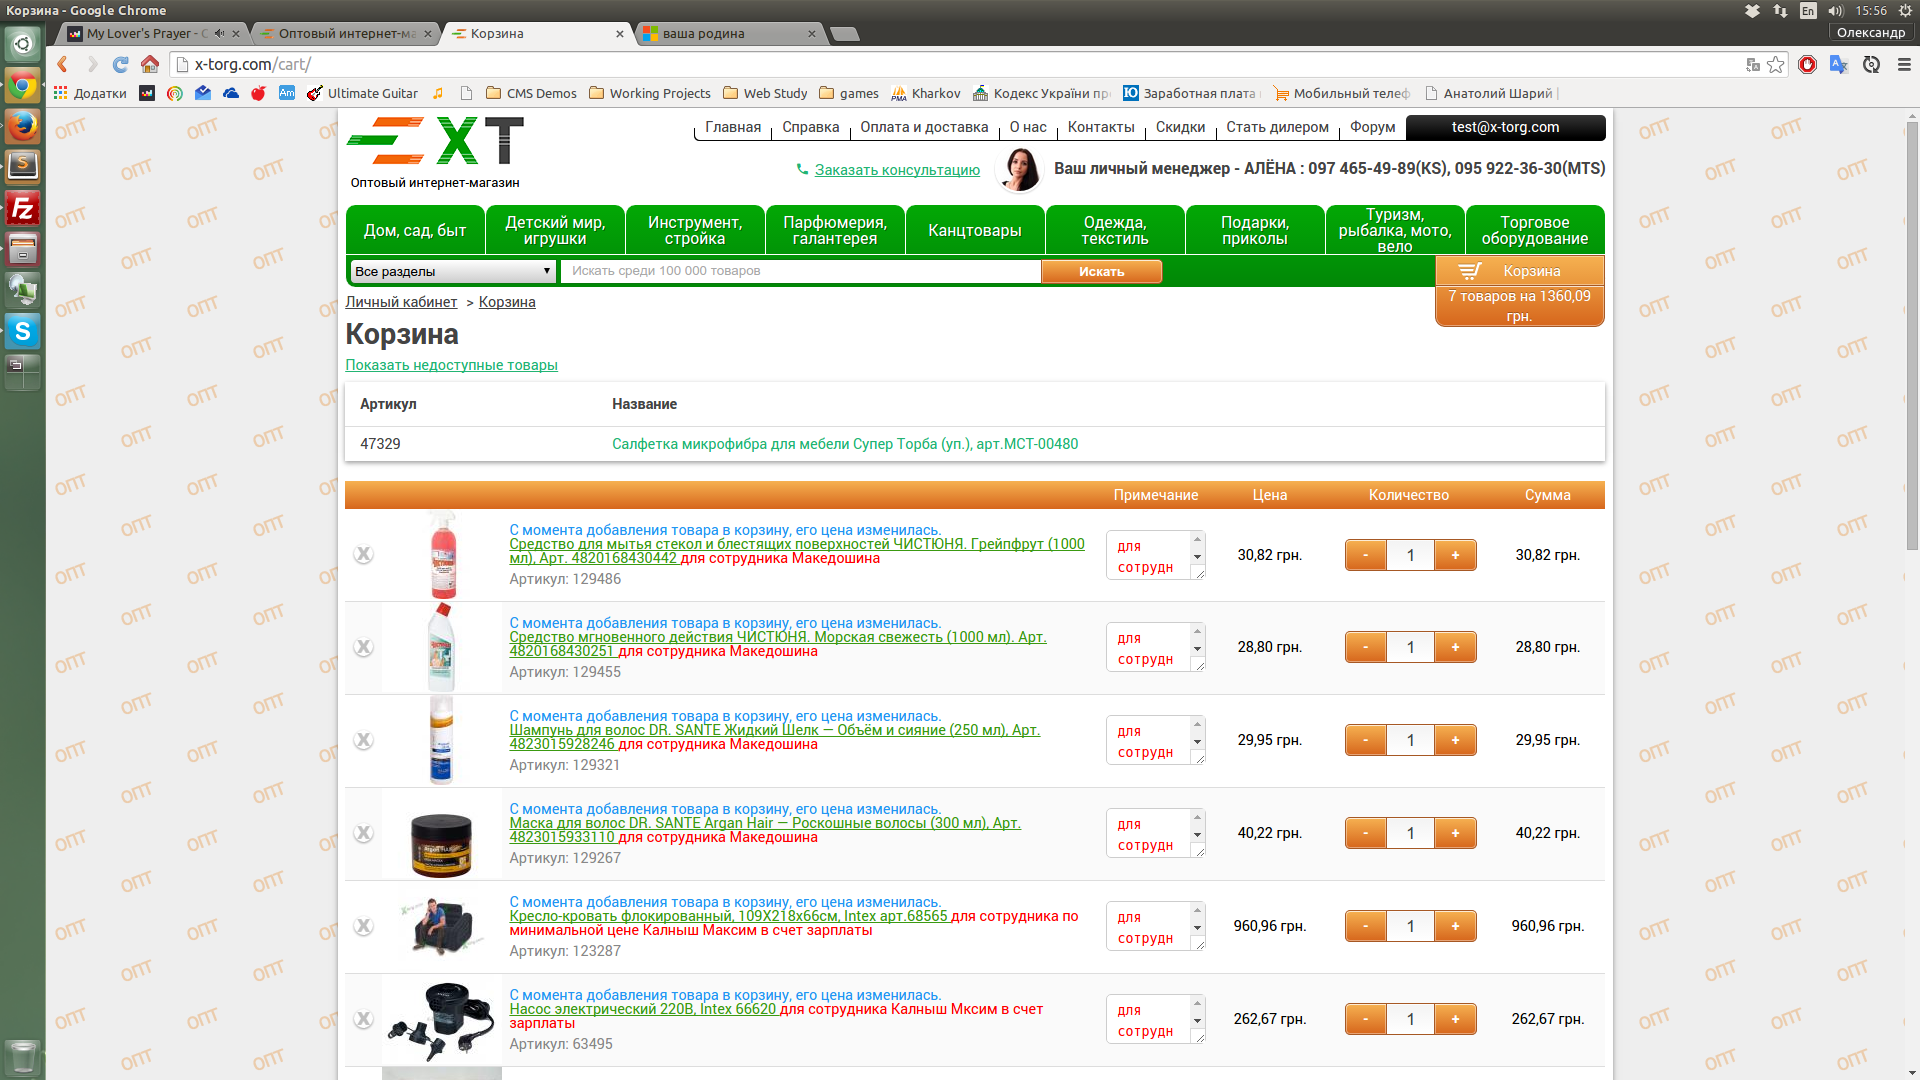 Корзина - Google Chrome
En
15:56
My Lover's Prayer - 
Оптовый интернет-ма
Корзина
ваша родина
Олександр
x-torg.com/cart/
Додатки
Am
Ultimate Guitar
CMS Demos
Working Projects
Web Study
games
PMA
Kharkov
Кодекс України пр
Ю
Заработная плата
Мобильный телеф
Анатолий Шарий
EXT
Оптовый интернет-магазин
Главная
Справка
Оплата и доставка
О нас
Контакты
Скидки
Стать дилером
Форум
test@x-torg.com
Заказать консультацию
Ваш личный менеджер - АЛЁНА : 097 465-49-89(KS), 095 922-36-30(MTS)
Дом, сад, быт
Детский мир,
игрушки
Инструмент,
стройка
Парфюмерия,
галантерея
Канцтовары
Одежда,
текстиль
Подарки,
приколы
Туризм,
рыбалка, мото,
вело
Торговое
оборудование
Все разделы
Искать среди 100 000 товаров
Искать
Корзина
7 товаров на 1360,09
грн.
Личный кабинет > Корзина
Корзина
Показать недоступные товары
Артикул
Название
47329
Салфетка микрофибра для мебели Супер Торба (уп.), арт.МСТ-00480
Примечание
Цена
Количество
Сумма
X
С момента добавления товара в корзину, его цена изменилась.
Средство для мытья стекол и блестящих поверхностей ЧИСТЮНЯ. Грейпфрут (1000
мл), Арт. 4820168430442 для сотрудника Македошина
Артикул: 129486
для
сотрудн
30,82 грн.
- 1 +
30,82 грн.
X
С момента добавления товара в корзину, его цена изменилась.
Средство мгновенного действия ЧИСТЮНЯ. Морская свежесть (1000 мл). Арт.
4820168430251 для сотрудника Македошина
Артикул: 129455
для
сотрудн
28,80 грн.
- 1 +
28,80 грн.
X
С момента добавления товара в корзину, его цена изменилась.
Шампунь для волос DR. SANTE Жидкий Шелк — Объём и сияние (250 мл), Арт.
4823015928246 для сотрудника Македошина
Артикул: 129321
для
сотрудн
29,95 грн.
- 1 +
29,95 грн.
X
С момента добавления товара в корзину, его цена изменилась.
Маска для волос DR. SANTE Argan Hair — Роскошные волосы (300 мл), Арт.
4823015933110 для сотрудника Македошина
Артикул: 129267
для
сотрудн
40,22 грн.
- 1 +
40,22 грн.
X
С момента добавления товара в корзину, его цена изменилась.
Кресло-кровать флокированный, 109Х218х66см, Intex арт.68565 для сотрудника по
минимальной цене Калныш Максим в счет зарплаты
Артикул: 123287
для
сотрудн
960,96 грн.
- 1 +
960,96 грн.
X
С момента добавления товара в корзину, его цена изменилась.
Насос электрический 220В, Intex 66620 для сотрудника Калныш Мксим в счет
зарплаты
Артикул: 63495
для
сотрудн
262,67 грн.
- 1 +
262,67 грн.